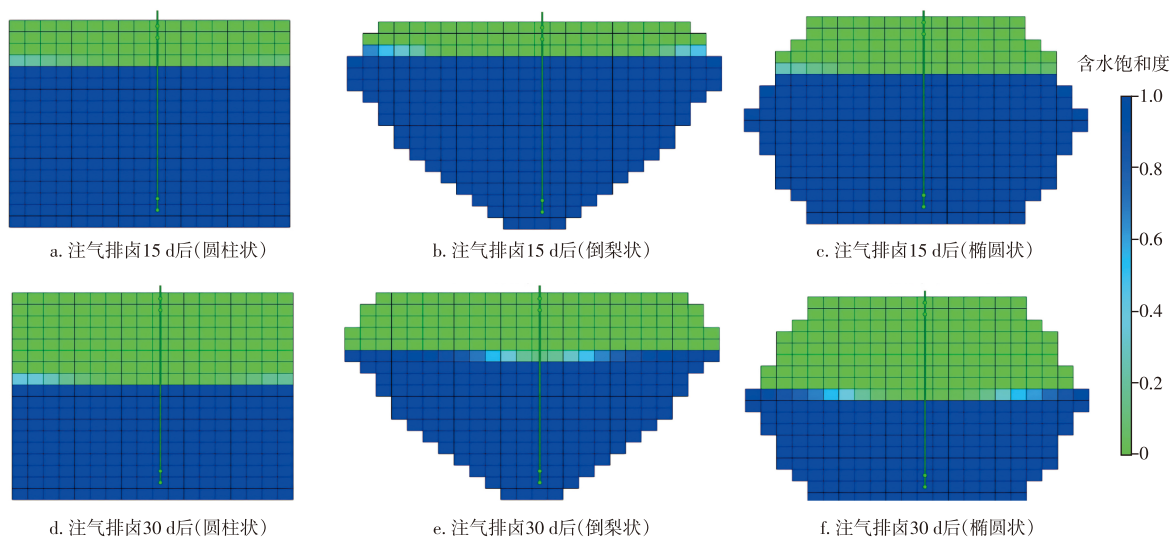 含水饱和度
1.0
0.8
0.6
0.4
0.2
0
a. 注气排卤15 d后(圆柱状)
b. 注气排卤15 d后(倒梨状)
c. 注气排卤15 d后(椭圆状)
d. 注气排卤30 d后(圆柱状)
e. 注气排卤30 d后(倒梨状)
f. 注气排卤30 d后(椭圆状)